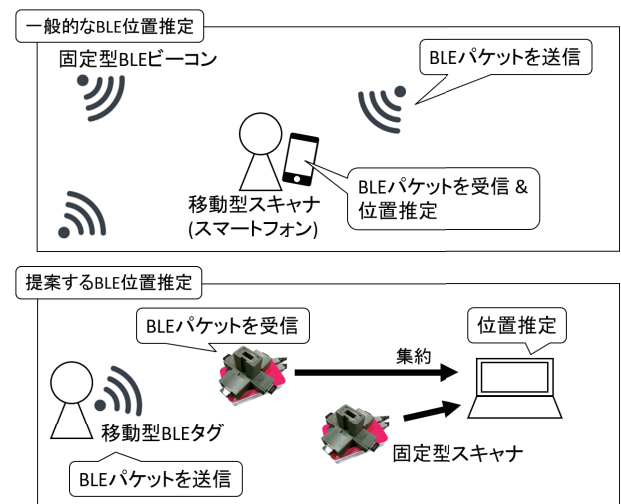 一般的なBLE位置推定
固定型BLEビーコン
BLEパケットを送信
BLEパケットを受信 &
位置推定
移動型スキャナ
(スマートフォン)
提案するBLE位置推定
BLEパケットを受信
位置推定
集約
移動型BLEタグ
固定型スキャナ
BLEパケットを送信